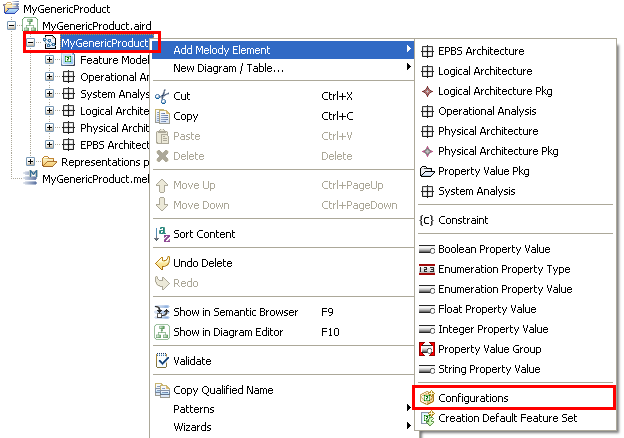 MyGenericProduct
MyGenericProduct.aird
MyGenericProduct
Feature Model
Operational An
System Analys
Logical Archite
Physical Archite
EPBS Architect
Representations p
MyGenericProduct.mel
Add Melody Element
New Diagram / Table...
Cut Ctrl+X
Copy Ctrl+C
Paste Ctrl+V
Delete Delete
Move Up Ctrl+PageUp
Move Down Ctrl+PageDown
Sort Content
Undo Delete
Redo
Show in Semantic Browser F9
Show in Diagram Editor F10
Validate
Copy Qualified Name
Patterns
Wizards
EPBS Architecture
Logical Architecture
Logical Architecture Pkg
Operational Analysis
Physical Architecture
Physical Architecture Pkg
Property Value Pkg
System Analysis
{c} Constraint
Boolean Property Value
Enumeration Property Type
Enumeration Property Value
Float Property Value
Integer Property Value
Property Value Group
String Property Value
Configurations
Creation Default Feature Set